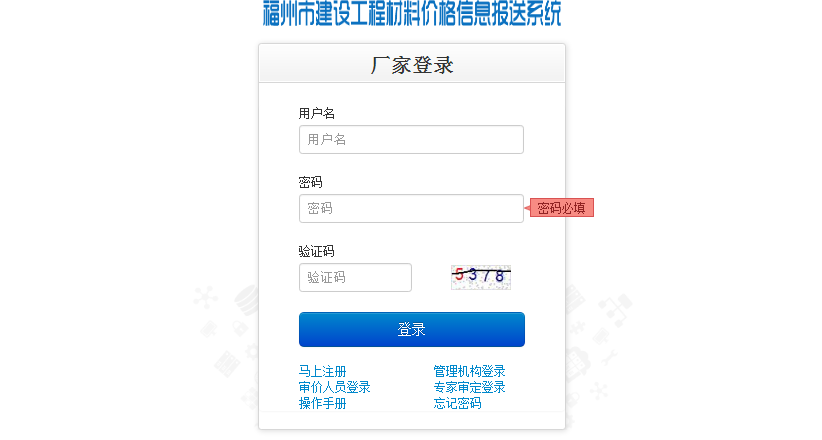 福州市建设工程材料价格信息报送系统
厂家登录
用户名
用户名
密码
密码
密码必填
验证码
验证码
5378
登录
马上注册
管理机构登录
审价人员登录
专家审定登录
操作手册
忘记密码